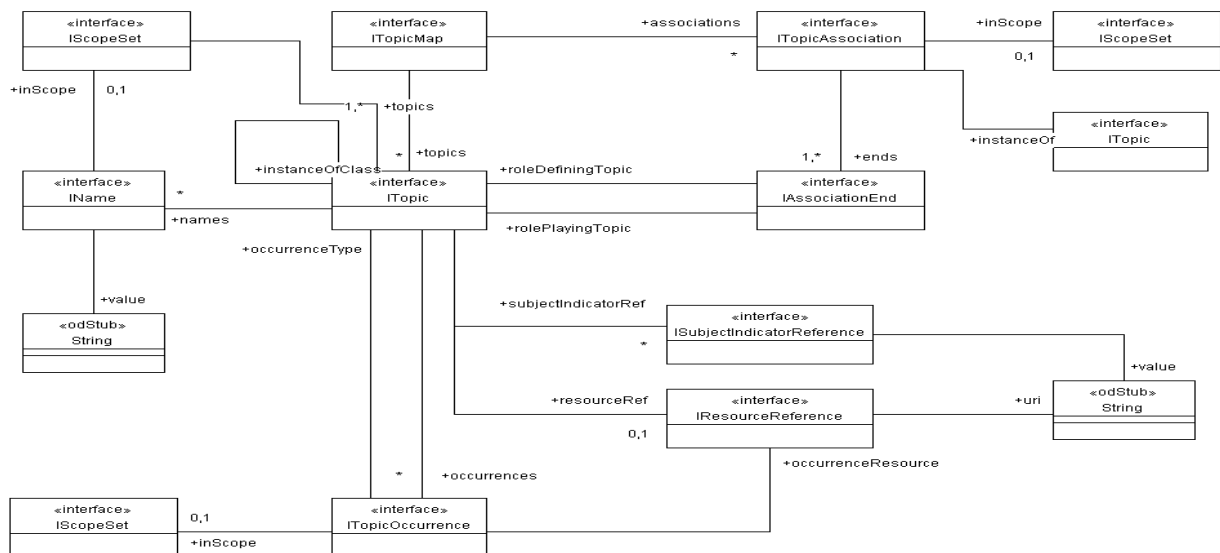 «interface»
IScopeSet
«interface»
ITopicMap
+associations
*
«interface»
ITopicAssociation
+inScope
0,1
«interface»
IScopeSet
+inScope
0,1
1,*
+topics
*
+topics
+instanceOfClass
1,*
+ends
+instanceOf
«interface»
ITopic
«interface»
IName
*
+names
«interface»
ITopic
+roleDefiningTopic
+rolePlayingTopic
«interface»
IAssociationEnd
+occurrenceType
+value
«odStub»
String
+subjectIndicatorRef
*
«interface»
ISubjectIndicatorReference
+value
+resourceRef
0,1
«interface»
IResourceReference
+uri
«odStub»
String
+occurrenceResource
*
+occurrences
«interface»
IScopeSet
0,1
+inScope
«interface»
ITopicOccurrence